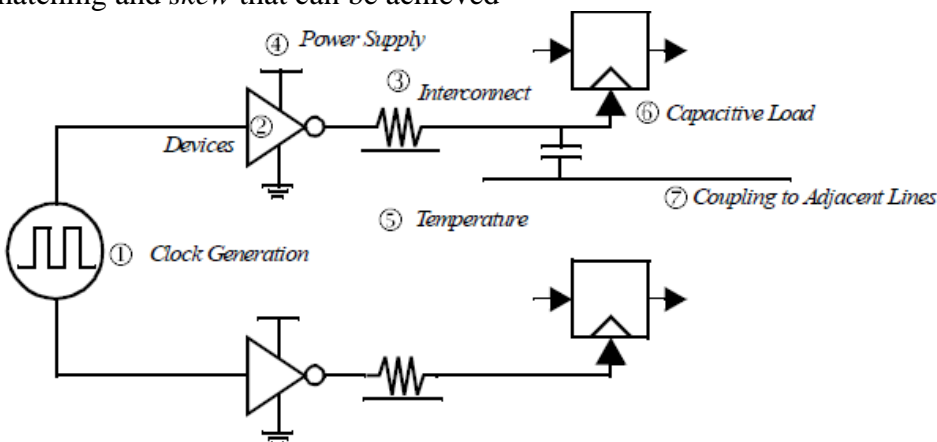 matching and skew that can be achieved
④ Power Supply
③ Interconnect
② Devices
⑥ Capacitive Load
⑦ Coupling to Adjacent Lines
⑤ Temperature
① Clock Generation